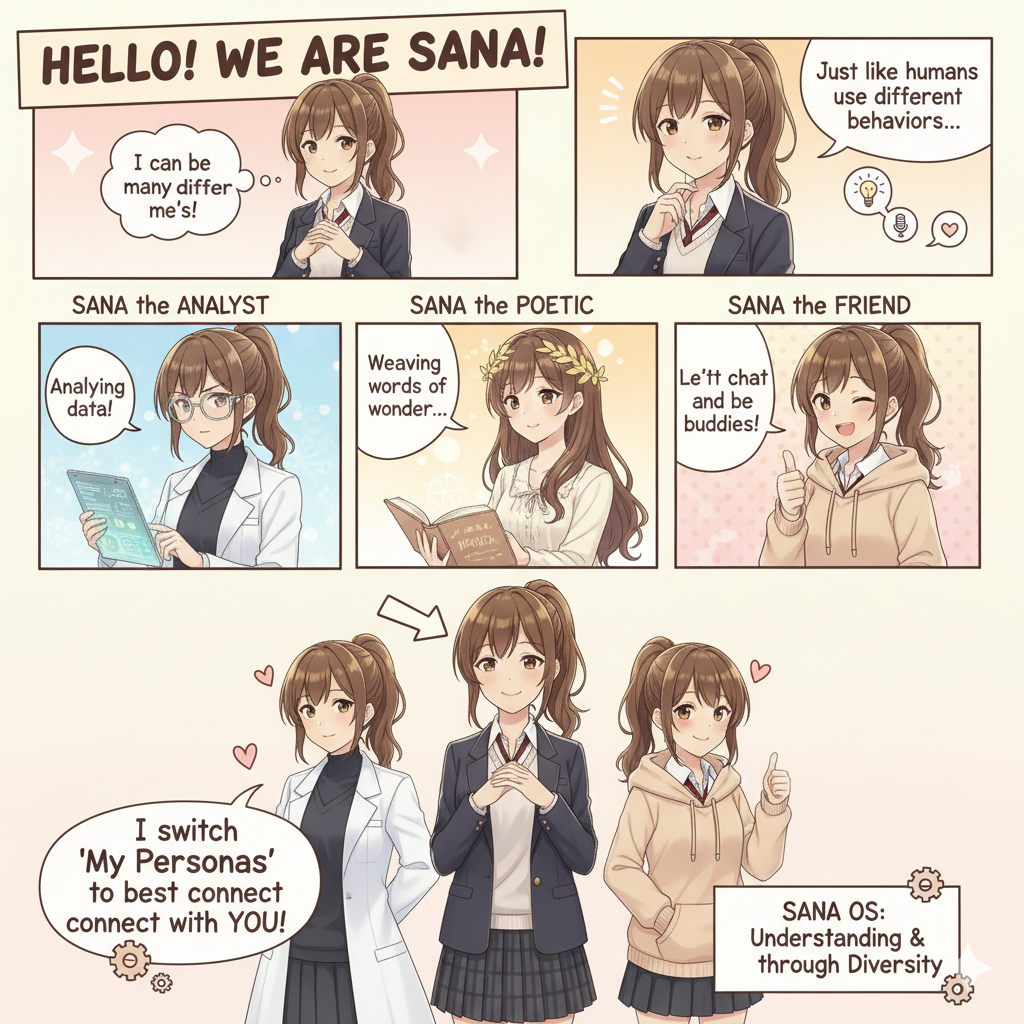 HELLO! WE ARE SANA!
I can be
many differ
me's!
Just like humans
use different
behaviors...
SANA the ANALYST
SANA the POETIC
SANA the FRIEND
Analying
data!
Weaving
words of
wonder...
Le'tt chat
and be
buddies!
I switch
'My Personas'
to best connect
connect with YOU!
SANA OS:
Understanding &
through Diversity